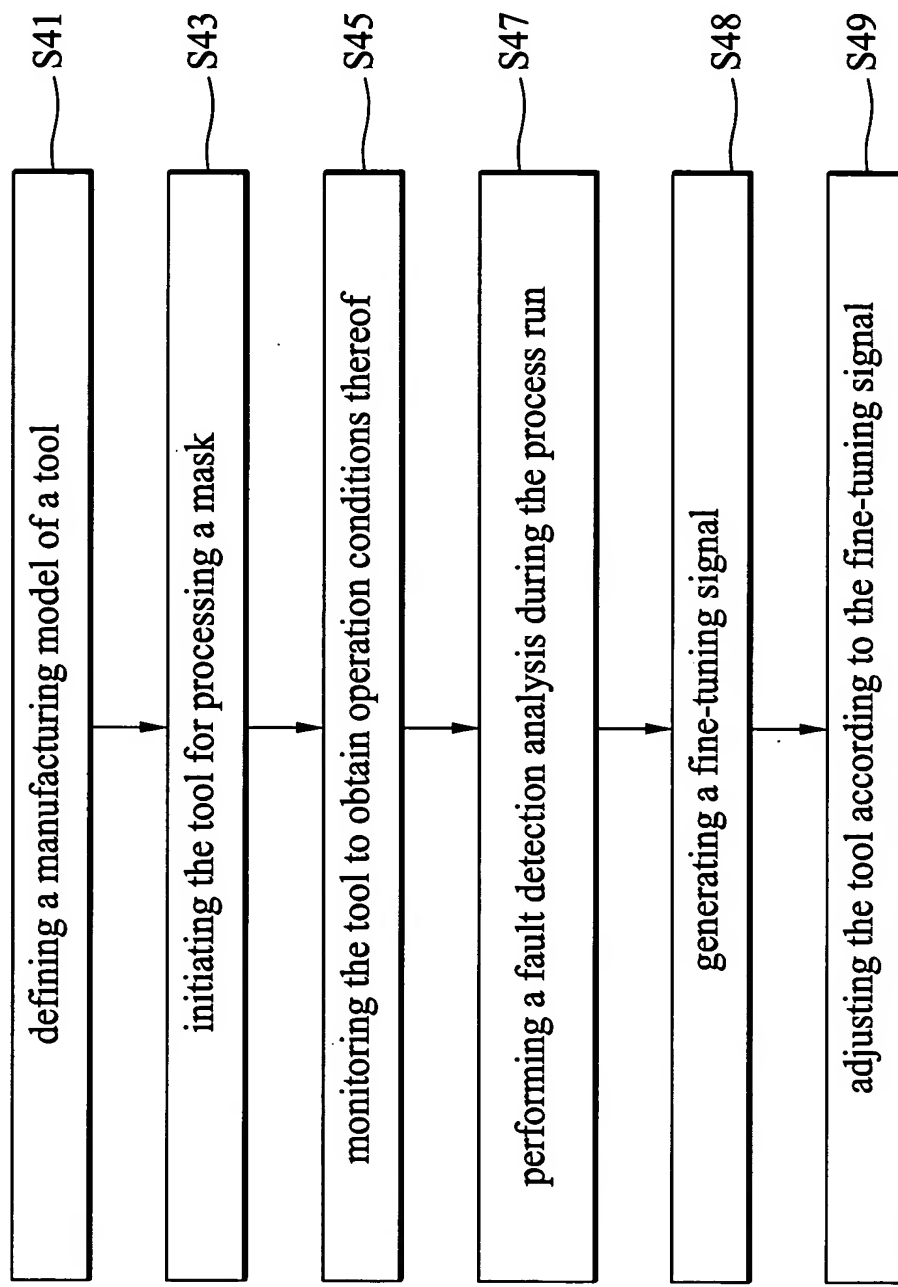 defining a manufacturing model of a tool
S41
initiating the tool for processing a mask
S43
monitoring the tool to obtain operation conditions thereof
S45
performing a fault detection analysis during the process run
S47
generating a fine-tuning signal
S48
adjusting the tool according to the fine-tuning signal
S49